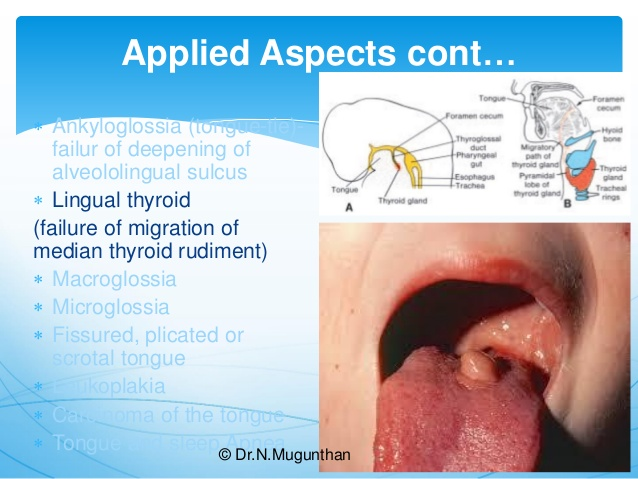 Applied Aspects cont…
* Ankyloglossia (tongue-tie)-
failur of deepening of
alveololingual sulcus
* Lingual thyroid
(failure of migration of
median thyroid rudiment)
* Macroglossia
* Microglossia
* Fissured, plicated or
scrotal tongue
* Leukoplakia
* Carcinoma of the tongue
* Tongue and sleep Apnea
© Dr.N.Mugunthan
Foramen cecum
Thyroglossal
duct
Pharyngeal
gut
Esophagus
Trachea
Thyroid gland
Tongue
A
Tongue
Foramen
cecum
Hyoid
bone
Migratory
path of
thyroid gland
Thyroid
gland
Pyramidal
lobe of
thyroid gland
Tracheal
rings
B